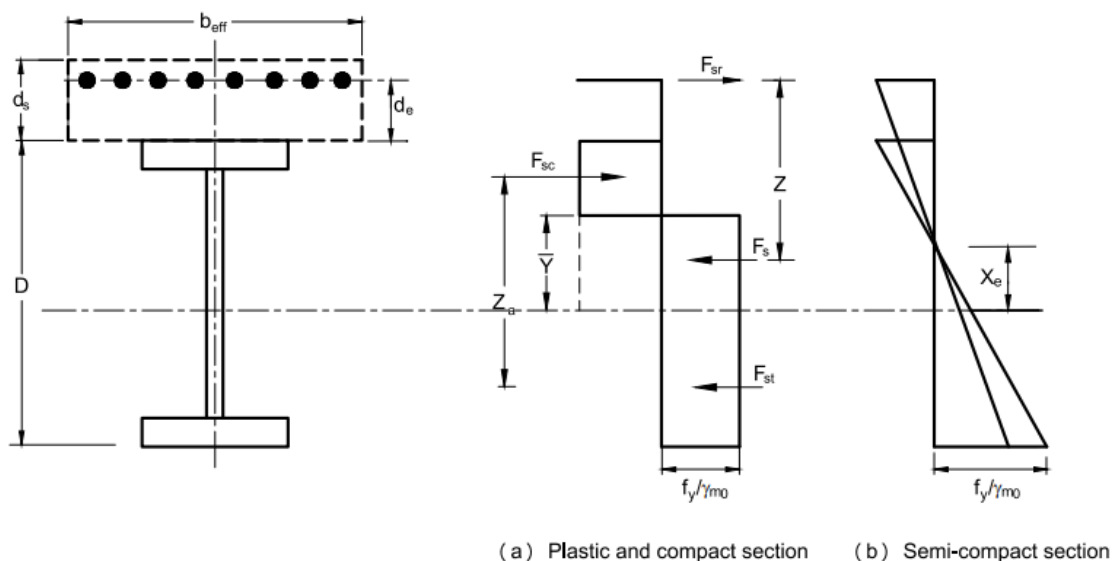 b_eff
d_s
d_e
D
F_sr
F_sc
Z
Y̅
F_s
Z_a
F_st
X_e
f_y/γ_m0
f_y/γ_m0
(a) Plastic and compact section
(b) Semi-compact section